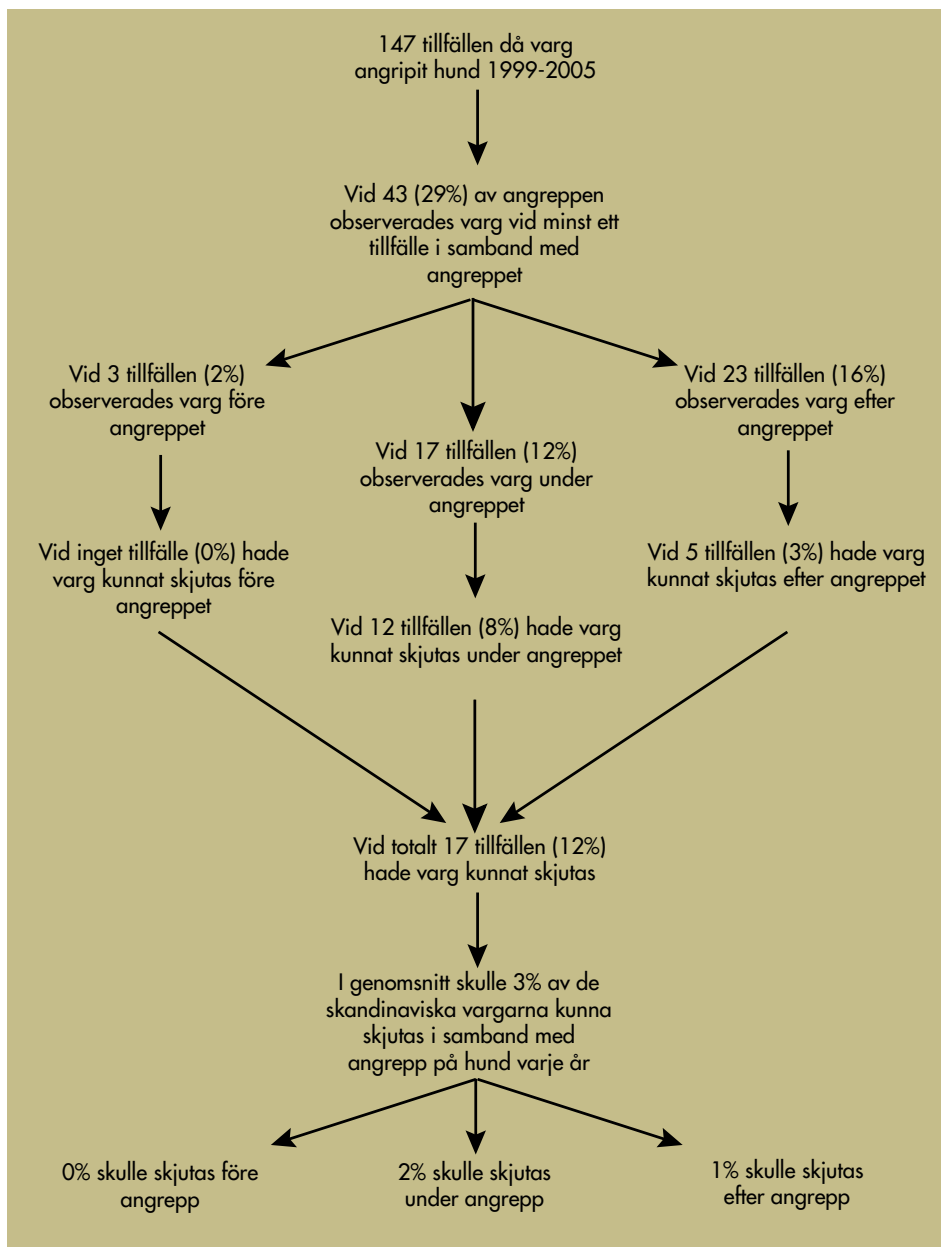 147 tillfällen då varg
angripit hund 1999-2005
Vid 43 (29%) av angreppen
observerades varg vid minst ett
tillfälle i samband med
angreppet
Vid 3 tillfällen (2%)
observerades varg före
angreppet
Vid 17 tillfällen (12%)
observerades varg under
angreppet
Vid 23 tillfällen (16%)
observerades varg efter
angreppet
Vid inget tillfälle (0%) hade
varg kunnat skjutas före
angreppet
Vid 12 tillfällen (8%) hade varg
kunnat skjutas under angreppet
Vid 5 tillfällen (3%) hade varg
kunnat skjutas efter angreppet
Vid totalt 17 tillfällen (12%)
hade varg kunnat skjutas
I genomsnitt skulle 3% av de
skandinaviska vargarna kunna
skjutas i samband med
angrepp på hund varje år
0% skulle skjutas före
angrepp
2% skulle skjutas
under angrepp
1% skulle skjutas
efter angrepp